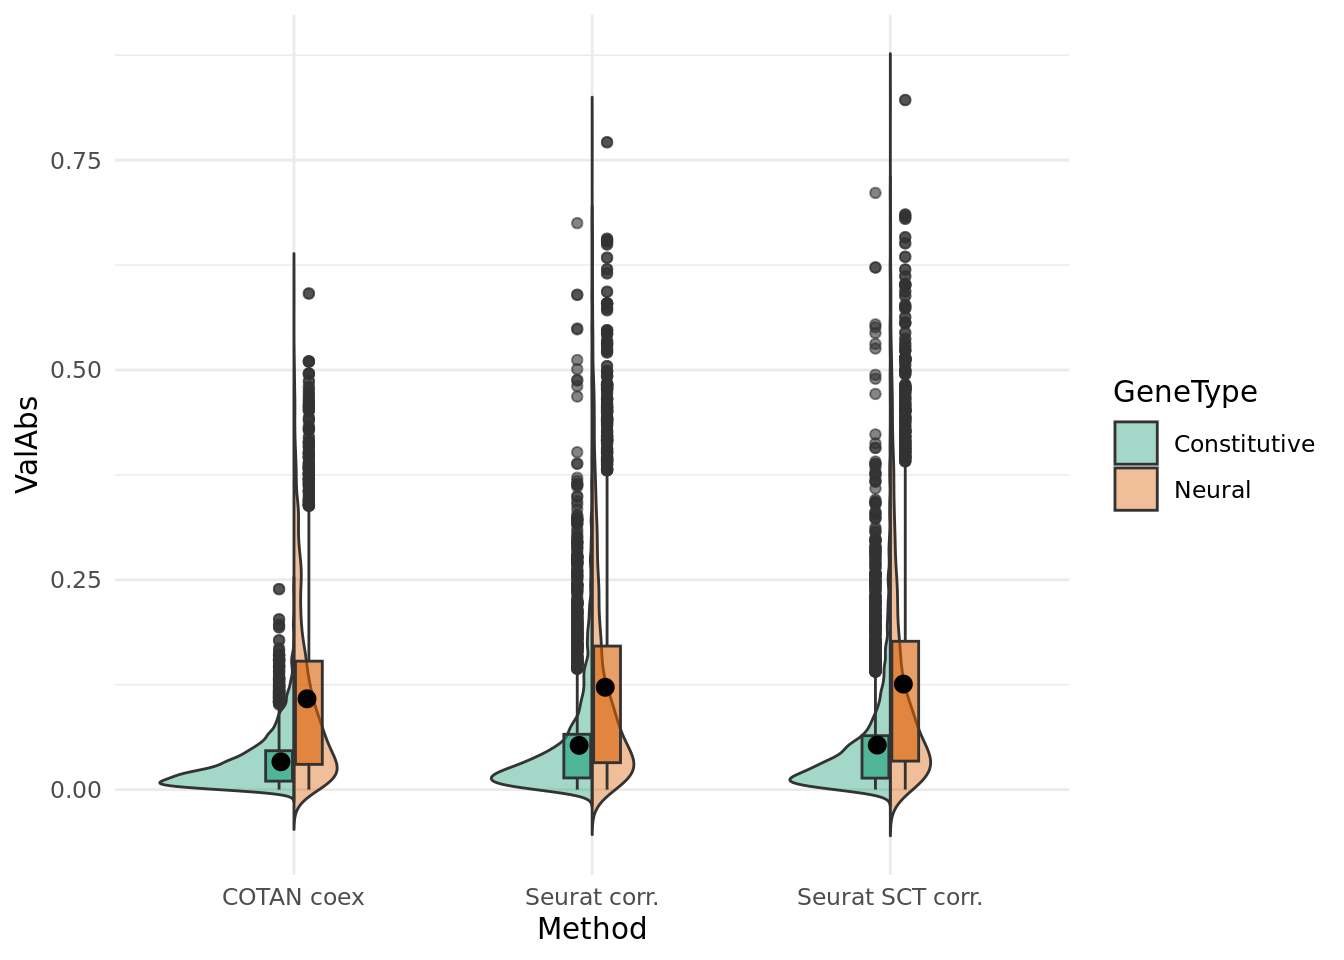 ValAbs
0.75
0.50
0.25
0.00
COTAN coex
Seurat corr.
Seurat SCT corr.
Method
GeneType
Constitutive
Neural